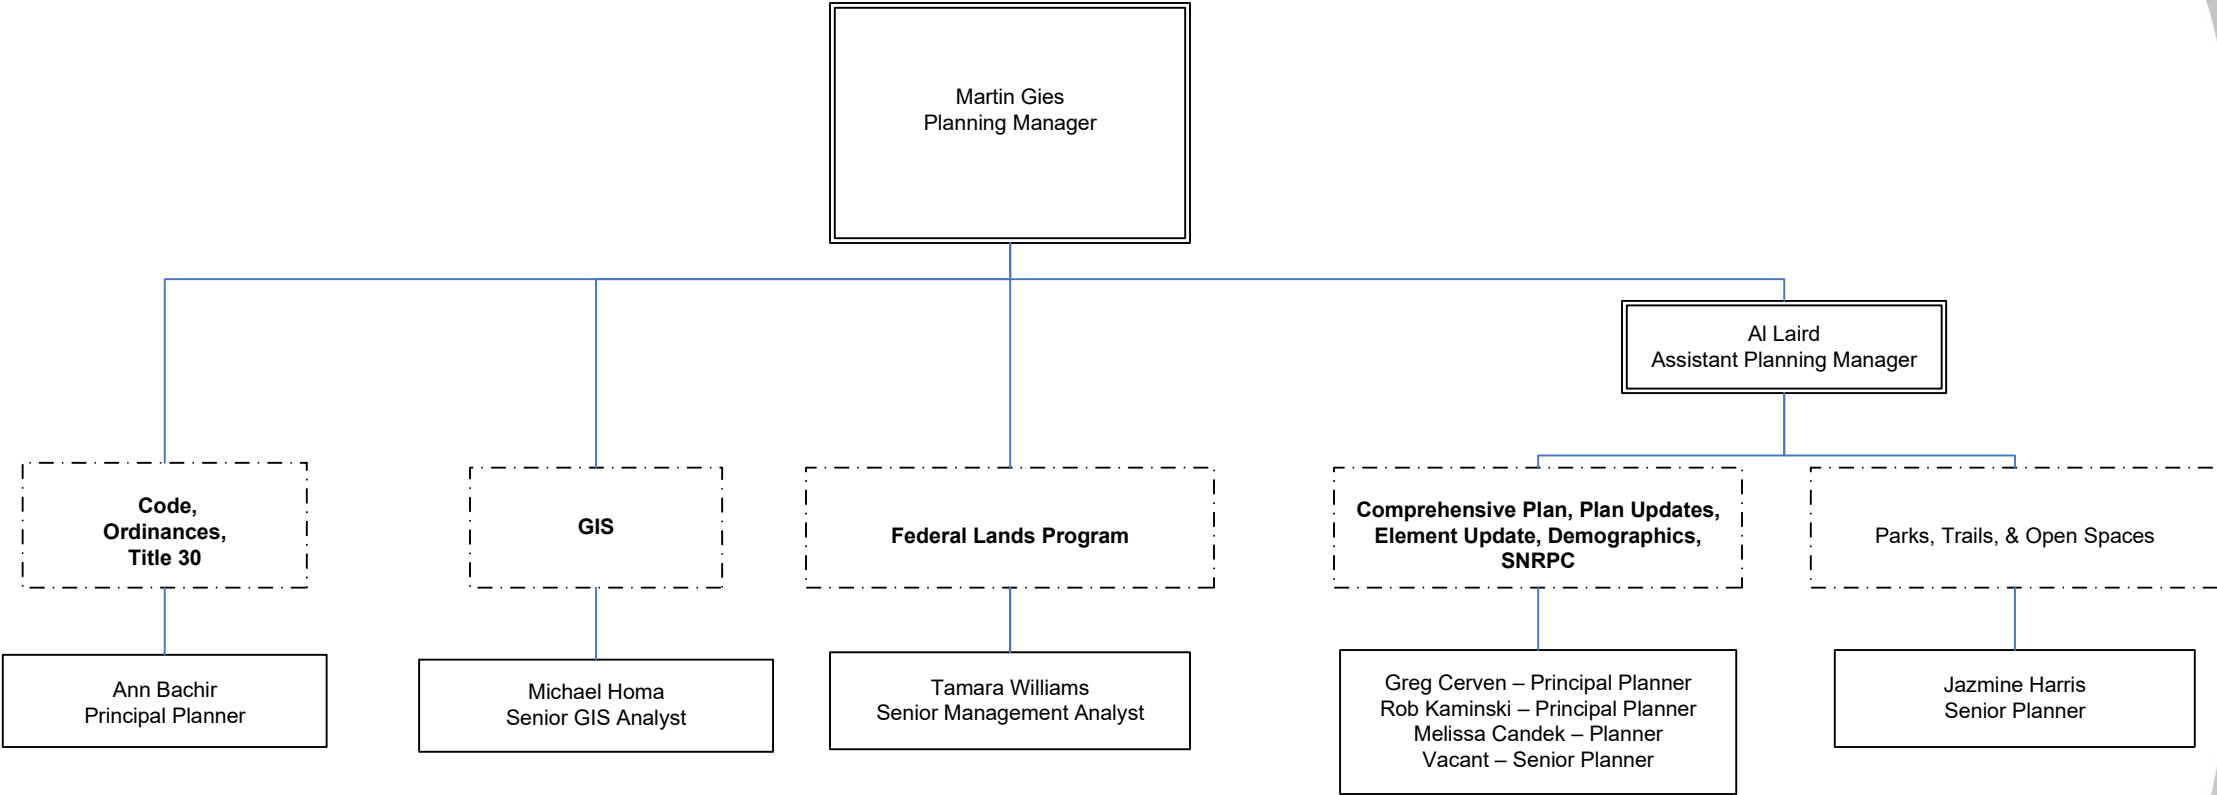 Martin Gies
Planning Manager
Al Laird
Assistant Planning Manager
Code,
Ordinances,
Title 30
GIS
Federal Lands Program
Comprehensive Plan, Plan Updates,
Element Update, Demographics,
SNRPC
Parks, Trails, & Open Spaces
Ann Bachir
Principal Planner
Michael Homa
Senior GIS Analyst
Tamara Williams
Senior Management Analyst
Greg Cerven – Principal Planner
Rob Kaminski – Principal Planner
Melissa Candek – Planner
Vacant – Senior Planner
Jazmine Harris
Senior Planner